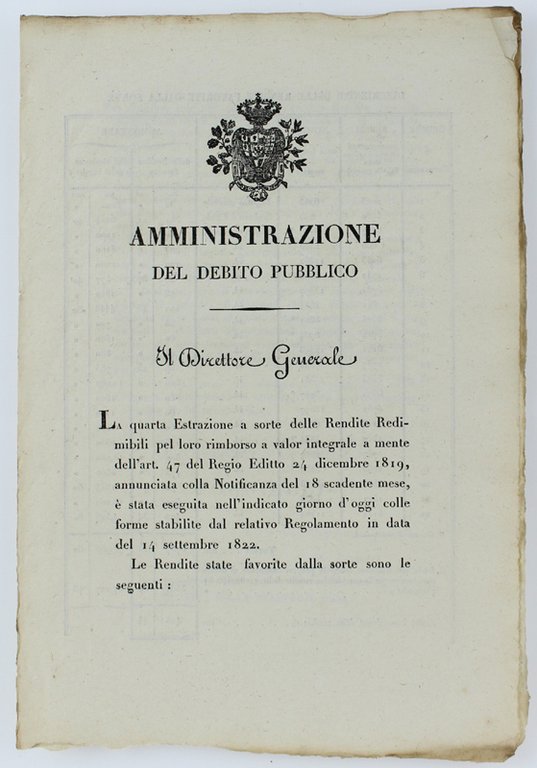 AMMINISTRAZIONE
DEL DEBITO PUBBLICO
Il Direttore Generale
LA quarta Estrazione a sorte delle Rendite Redi-
mibili pel loro rimborso a valor integrale a mente
dell'art. 47 del Regio Editto 24 dicembre 1819,
annunciata colla Notificanza del 18 scadente mese,
è stata eseguita nell'indicato giorno d'oggi colle
forme stabilite dal relativo Regolamento in data
del 14 settembre 1822.
Le Rendite state favorite dalla sorte sono le
seguenti :